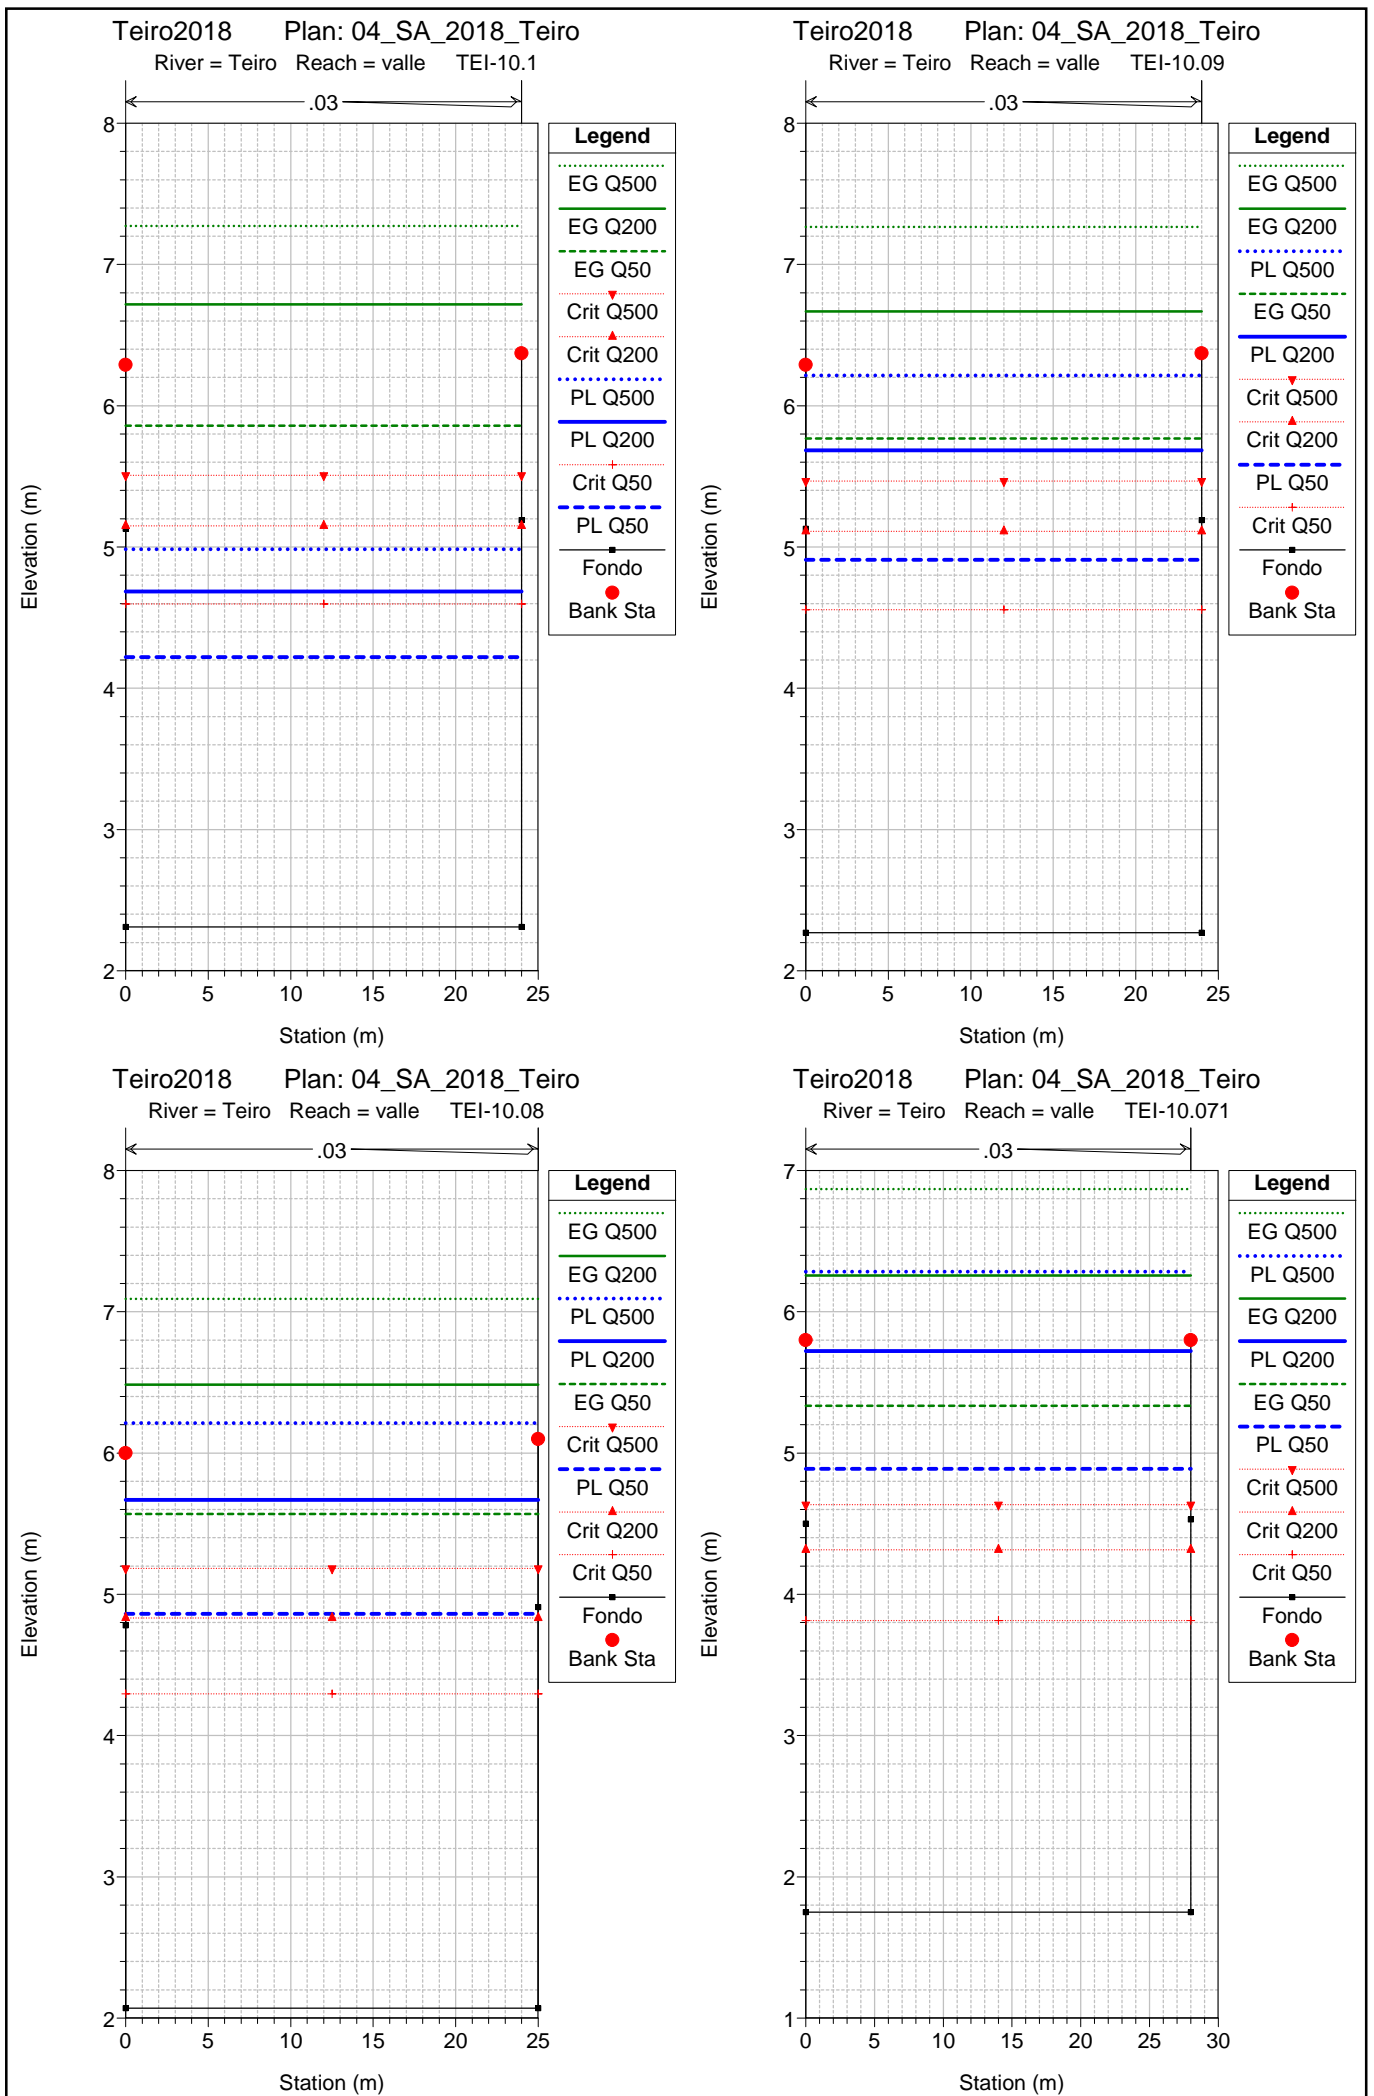 Teiro2018 Plan: 04_SA_2018_Teiro
River = Teiro Reach = valle TEI-10.1
.03
Elevation (m)
8
7
6
5
4
3
2
0 5 10 15 20 25
Station (m)
Legend
EG Q500
EG Q200
EG Q50
Crit Q500
Crit Q200
PL Q500
PL Q200
Crit Q50
PL Q50
Fondo
Bank Sta
Teiro2018 Plan: 04_SA_2018_Teiro
River = Teiro Reach = valle TEI-10.09
.03
Elevation (m)
8
7
6
5
4
3
2
0 5 10 15 20 25
Station (m)
Legend
EG Q500
EG Q200
PL Q500
EG Q50
PL Q200
Crit Q500
Crit Q200
PL Q50
Crit Q50
Fondo
Bank Sta
Teiro2018 Plan: 04_SA_2018_Teiro
River = Teiro Reach = valle TEI-10.08
.03
Elevation (m)
8
7
6
5
4
3
2
0 5 10 15 20 25
Station (m)
Legend
EG Q500
EG Q200
PL Q500
PL Q200
EG Q50
Crit Q500
PL Q50
Crit Q200
Crit Q50
Fondo
Bank Sta
Teiro2018 Plan: 04_SA_2018_Teiro
River = Teiro Reach = valle TEI-10.071
.03
Elevation (m)
7
6
5
4
3
2
1
0 5 10 15 20 25 30
Station (m)
Legend
EG Q500
PL Q500
EG Q200
PL Q200
EG Q50
PL Q50
Crit Q500
Crit Q200
Crit Q50
Fondo
Bank Sta